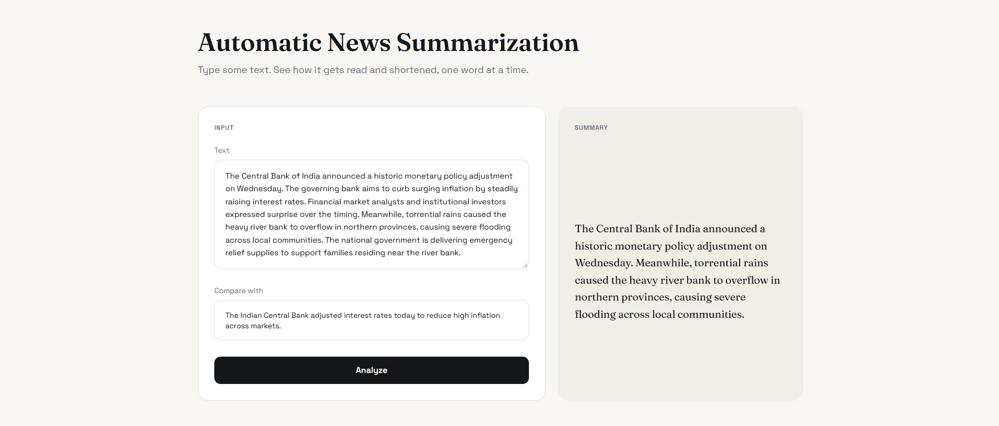 Automatic News Summarization
Type some text. See how it gets read and shortened, one word at a time.
INPUT
Text
The Central Bank of India announced a historic monetary policy adjustment
on Wednesday. The governing bank aims to curb surging inflation by steadily
raising interest rates. Financial market analysts and institutional investors
expressed surprise over the timing. Meanwhile, torrential rains caused the
heavy river bank to overflow in northern provinces, causing severe flooding
across local communities. The national government is delivering emergency
relief supplies to support families residing near the river bank.
Compare with
The Indian Central Bank adjusted interest rates today to reduce high inflation
across markets.
Analyze
SUMMARY
The Central Bank of India announced a
historic monetary policy adjustment on
Wednesday. Meanwhile, torrential rains
caused the heavy river bank to overflow in
northern provinces, causing severe
flooding across local communities.